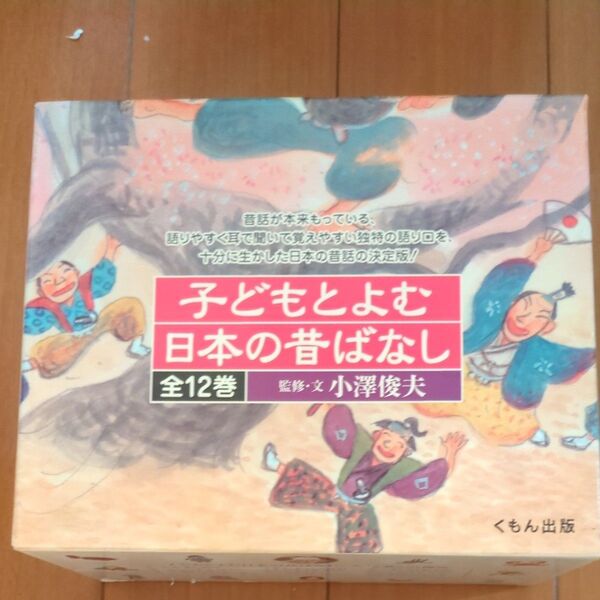 昔話が本来もっている、
語りやすく耳で聞いて覚えやすい独特の語り口を、
十分に生かした日本の昔話の決定版!
子どもとよむ
日本の昔ばなし
全12巻 監修・文 小澤俊夫
くもん出版